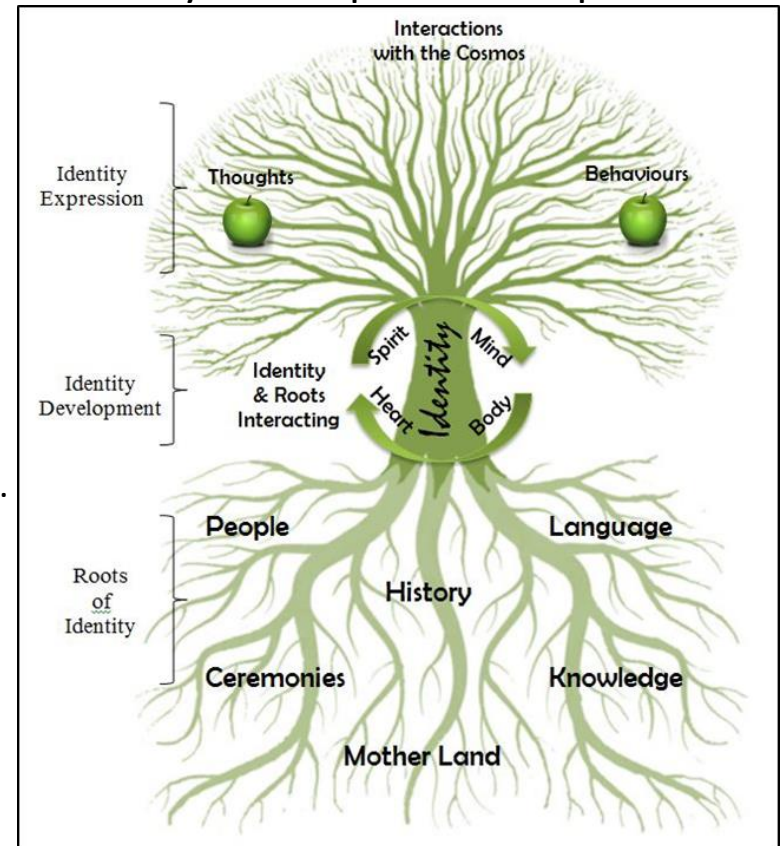 Interactions
with the Cosmos
Identity
Expression
Thoughts
Behaviours
Spirit
Mind
Identity
Heart
Body
Identity
& Roots
Interacting
Identity
Development
People
Language
Roots
of
Identity
History
Ceremonies
Knowledge
Mother Land